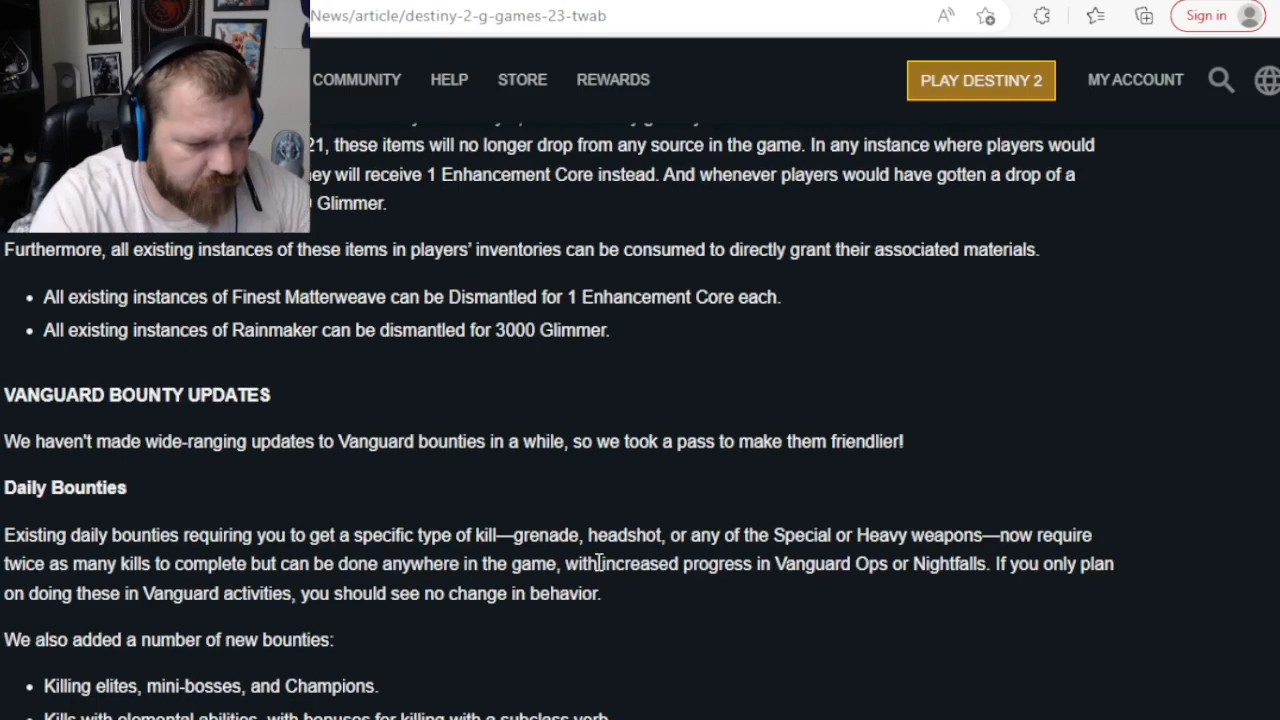 News/article/destiny-2-g-games-23-twab
Sign in
COMMUNITY HELP STORE REWARDS PLAY DESTINY 2 MY ACCOUNT
21, these items will no longer drop from any source in the game. In any instance where players would
ey will receive 1 Enhancement Core instead. And whenever players would have gotten a drop of a
Glimmer.
Furthermore, all existing instances of these items in players’ inventories can be consumed to directly grant their associated materials.
• All existing instances of Finest Matterweave can be Dismantled for 1 Enhancement Core each.
• All existing instances of Rainmaker can be dismantled for 3000 Glimmer.
VANGUARD BOUNTY UPDATES
We haven't made wide-ranging updates to Vanguard bounties in a while, so we took a pass to make them friendlier!
Daily Bounties
Existing daily bounties requiring you to get a specific type of kill—grenade, headshot, or any of the Special or Heavy weapons—now require
twice as many kills to complete but can be done anywhere in the game, with increased progress in Vanguard Ops or Nightfalls. If you only plan
on doing these in Vanguard activities, you should see no change in behavior.
We also added a number of new bounties:
• Killing elites, mini-bosses, and Champions.
• Kills with elemental abilities, with bonuses for killing with a subclass verb.